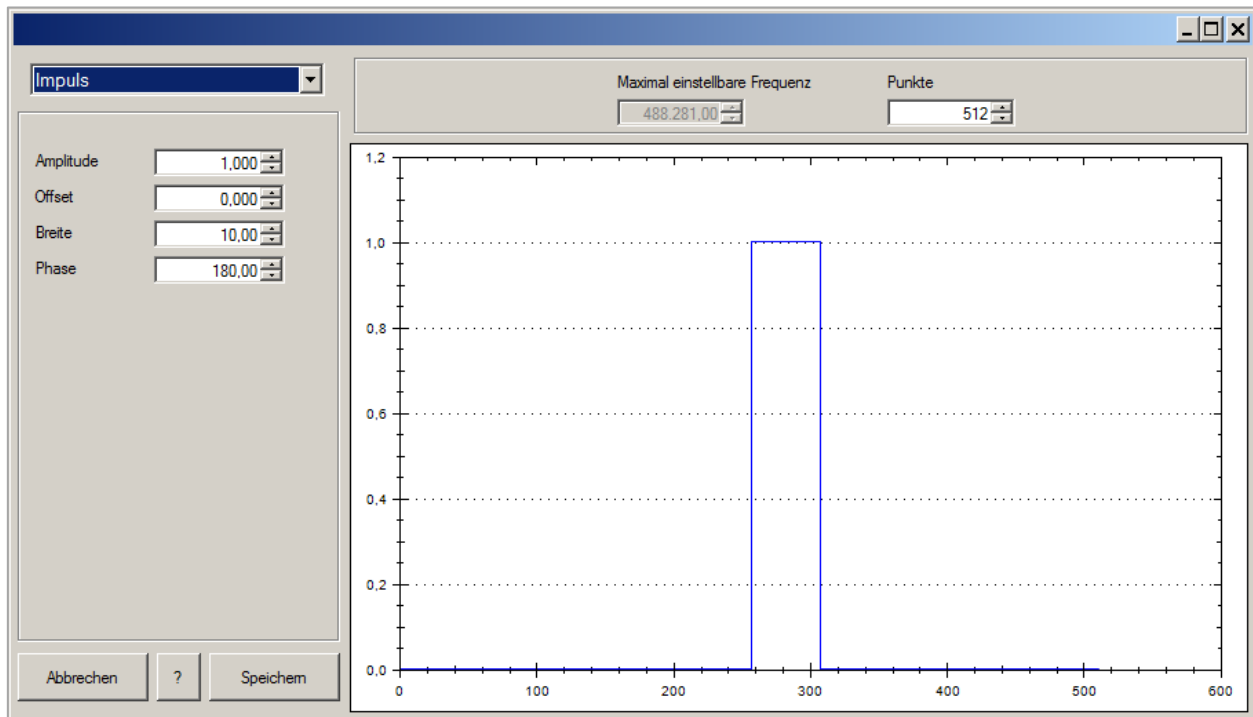 Impuls
Maximal einstellbare Frequenz
Punkte
488.281,00
512
Amplitude
1,000
Offset
0,000
Breite
10,00
Phase
180,00
1,2
1,0
0,8
0,6
0,4
0,2
0,0
0 100 200 300 400 500 600
Abbrechen
?
Speichern